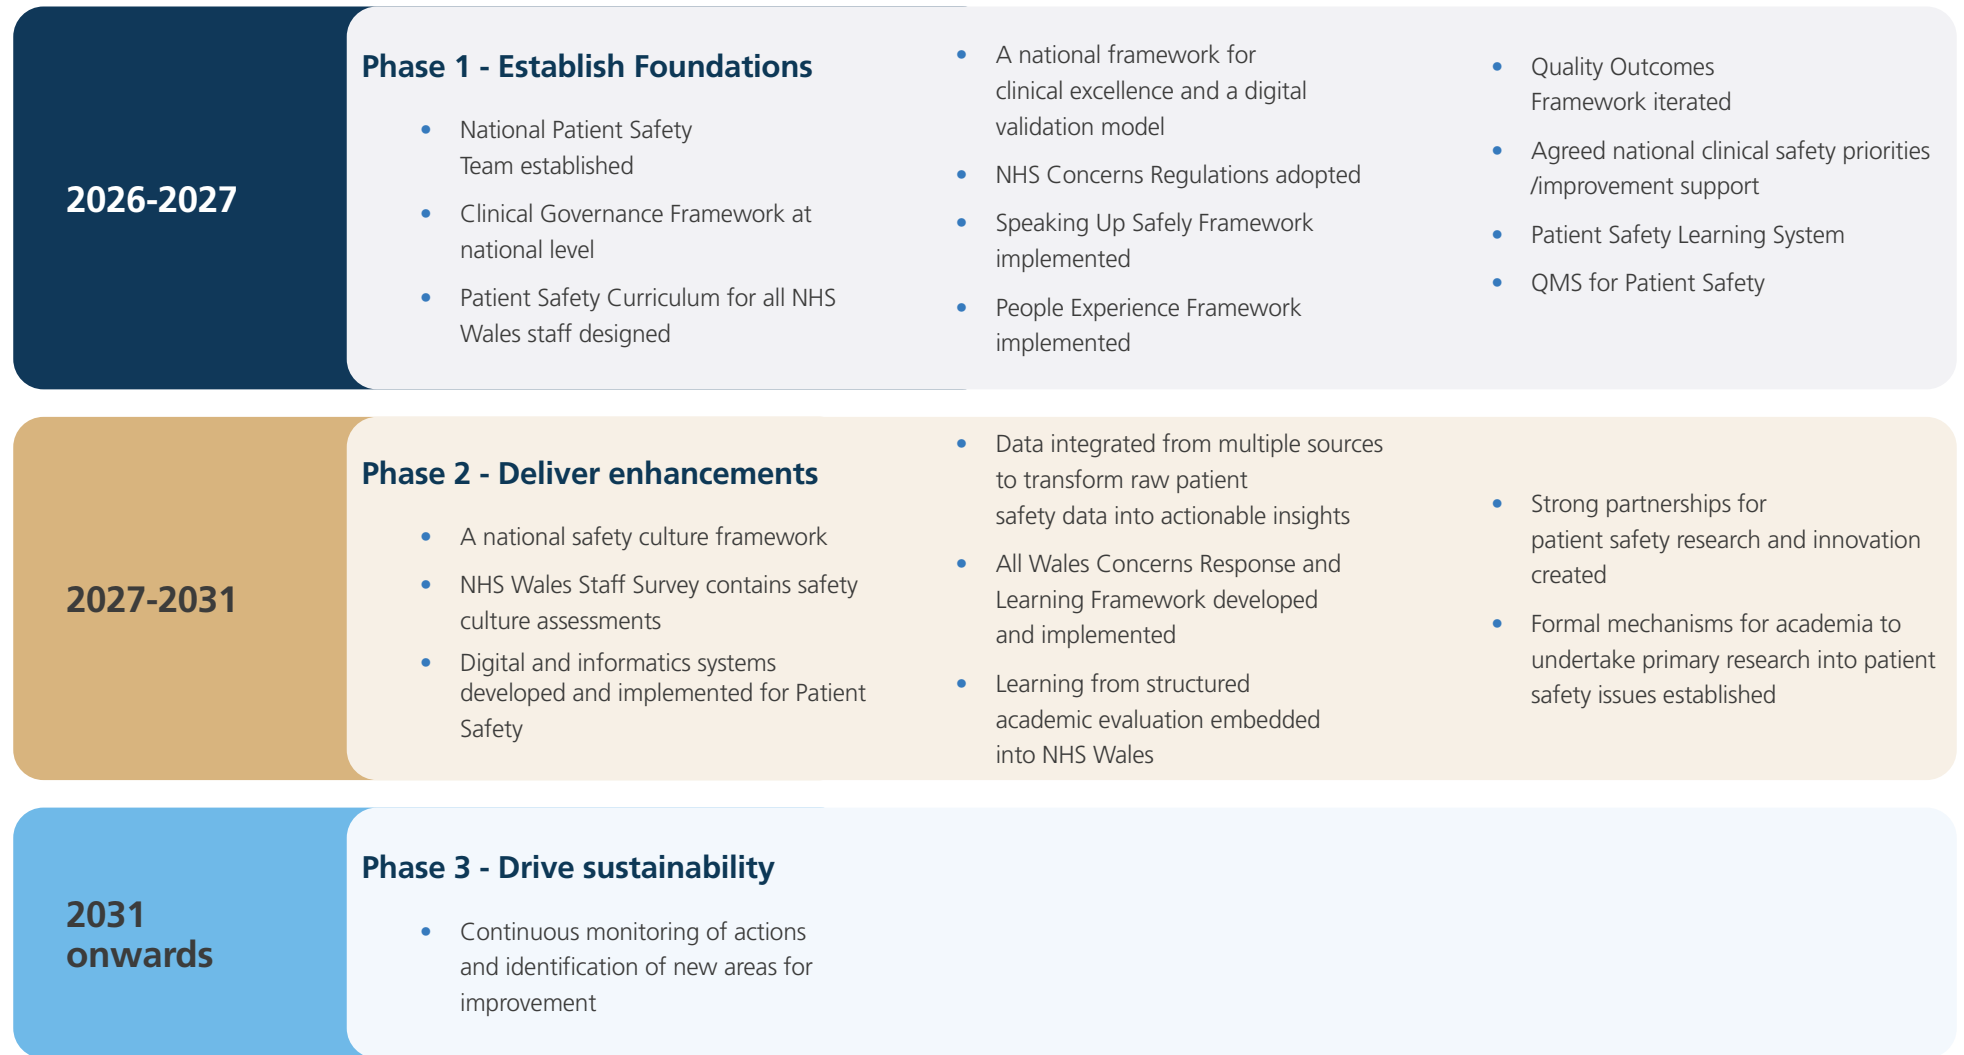 2026-2027
Phase 1 - Establish Foundations
• National Patient Safety
Team established
• Clinical Governance Framework at
national level
• Patient Safety Curriculum for all NHS
Wales staff designed
• A national framework for
clinical excellence and a digital
validation model
• NHS Concerns Regulations adopted
• Speaking Up Safely Framework
implemented
• People Experience Framework
implemented
• Quality Outcomes
Framework iterated
• Agreed national clinical safety priorities
/improvement support
• Patient Safety Learning System
• QMS for Patient Safety
2027-2031
Phase 2 - Deliver enhancements
• A national safety culture framework
• NHS Wales Staff Survey contains safety
culture assessments
• Digital and informatics systems
developed and implemented for Patient
Safety
• Data integrated from multiple sources
to transform raw patient
safety data into actionable insights
• All Wales Concerns Response and
Learning Framework developed
and implemented
• Learning from structured
academic evaluation embedded
into NHS Wales
• Strong partnerships for
patient safety research and innovation
created
• Formal mechanisms for academia to
undertake primary research into patient
safety issues established
2031
onwards
Phase 3 - Drive sustainability
• Continuous monitoring of actions
and identification of new areas for
improvement